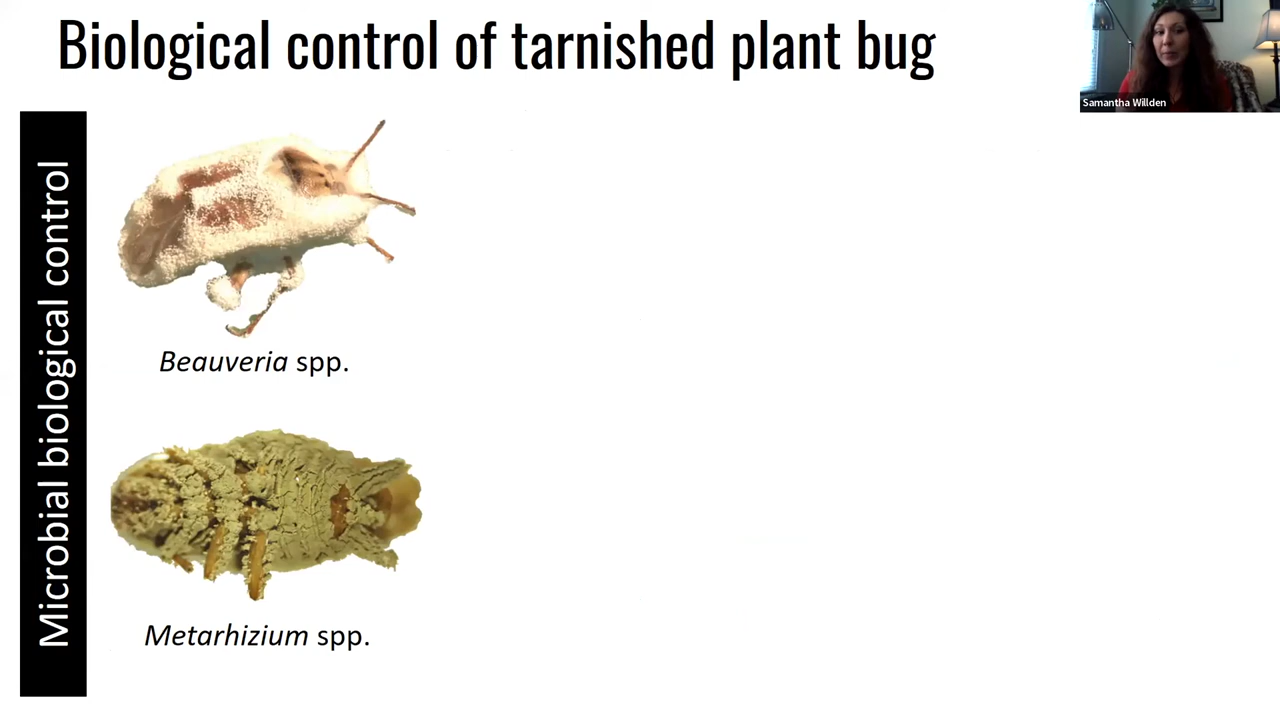 Biological control of tarnished plant bug
Samantha Willden
Microbial biological control
Beauveria spp.
Metarhizium spp.